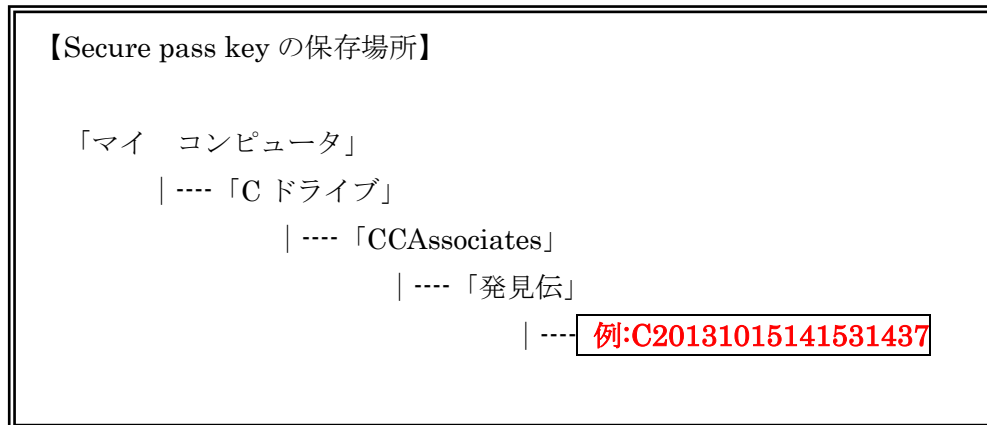 【Secure pass key の保存場所】
「マイ　コンピュータ」
｜----「C ドライブ」
｜----「CCAssociates」
｜----「発見伝」
｜---- 例:C20131015141531437